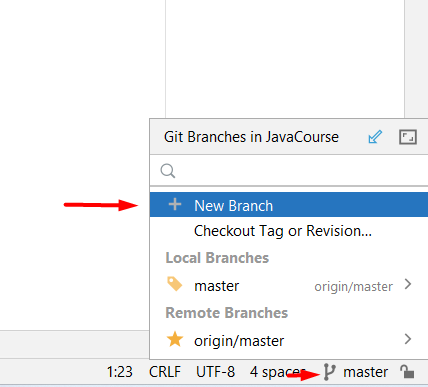 Git Branches in JavaCourse
New Branch
Checkout Tag or Revision...
Local Branches
master origin/master
Remote Branches
origin/master
1:23 CRLF UTF-8 4 spaces master